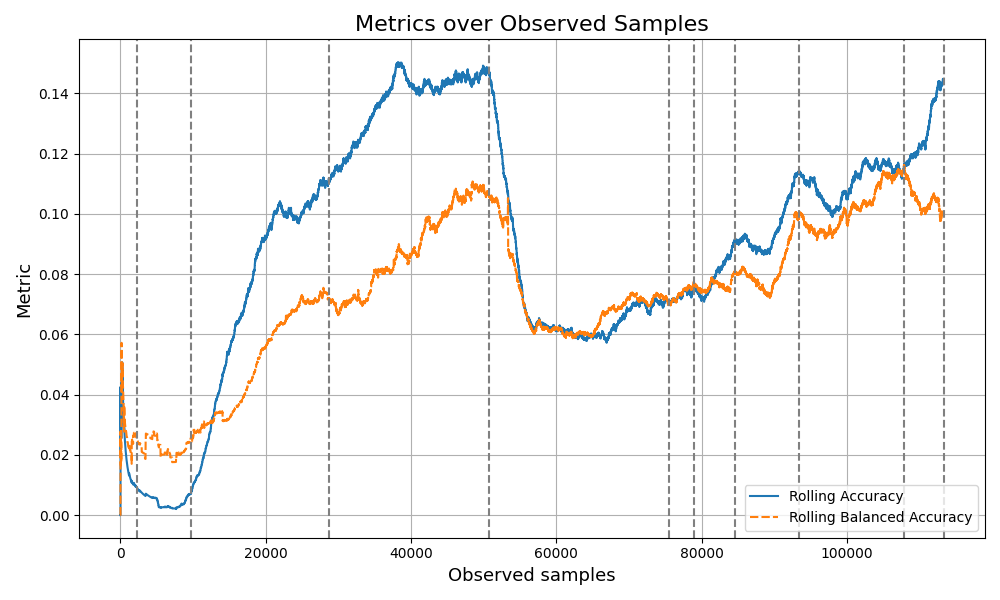 Metrics over Observed Samples
Metric
0.14
0.12
0.10
0.08
0.06
0.04
0.02
0.00
0
20000
40000
60000
80000
100000
Observed samples
Rolling Accuracy
Rolling Balanced Accuracy